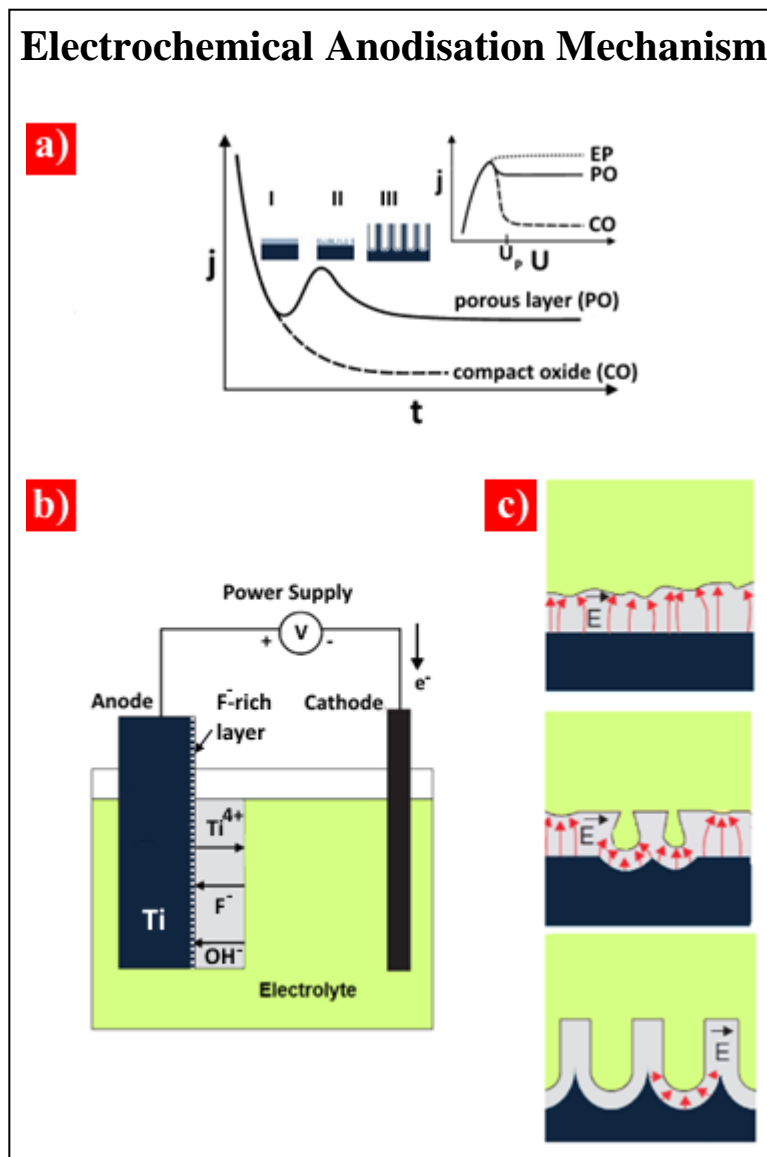 Electrochemical Anodisation Mechanism
a)
j
I
II
III
porous layer (PO)
compact oxide (CO)
t
j
EP
PO
CO
Uₚ
U
b)
Power Supply
+ V -
e⁻
Anode
F⁻-rich
layer
Cathode
Ti⁴⁺
F⁻
Ti
OH⁻
Electrolyte
c)
E
E
E